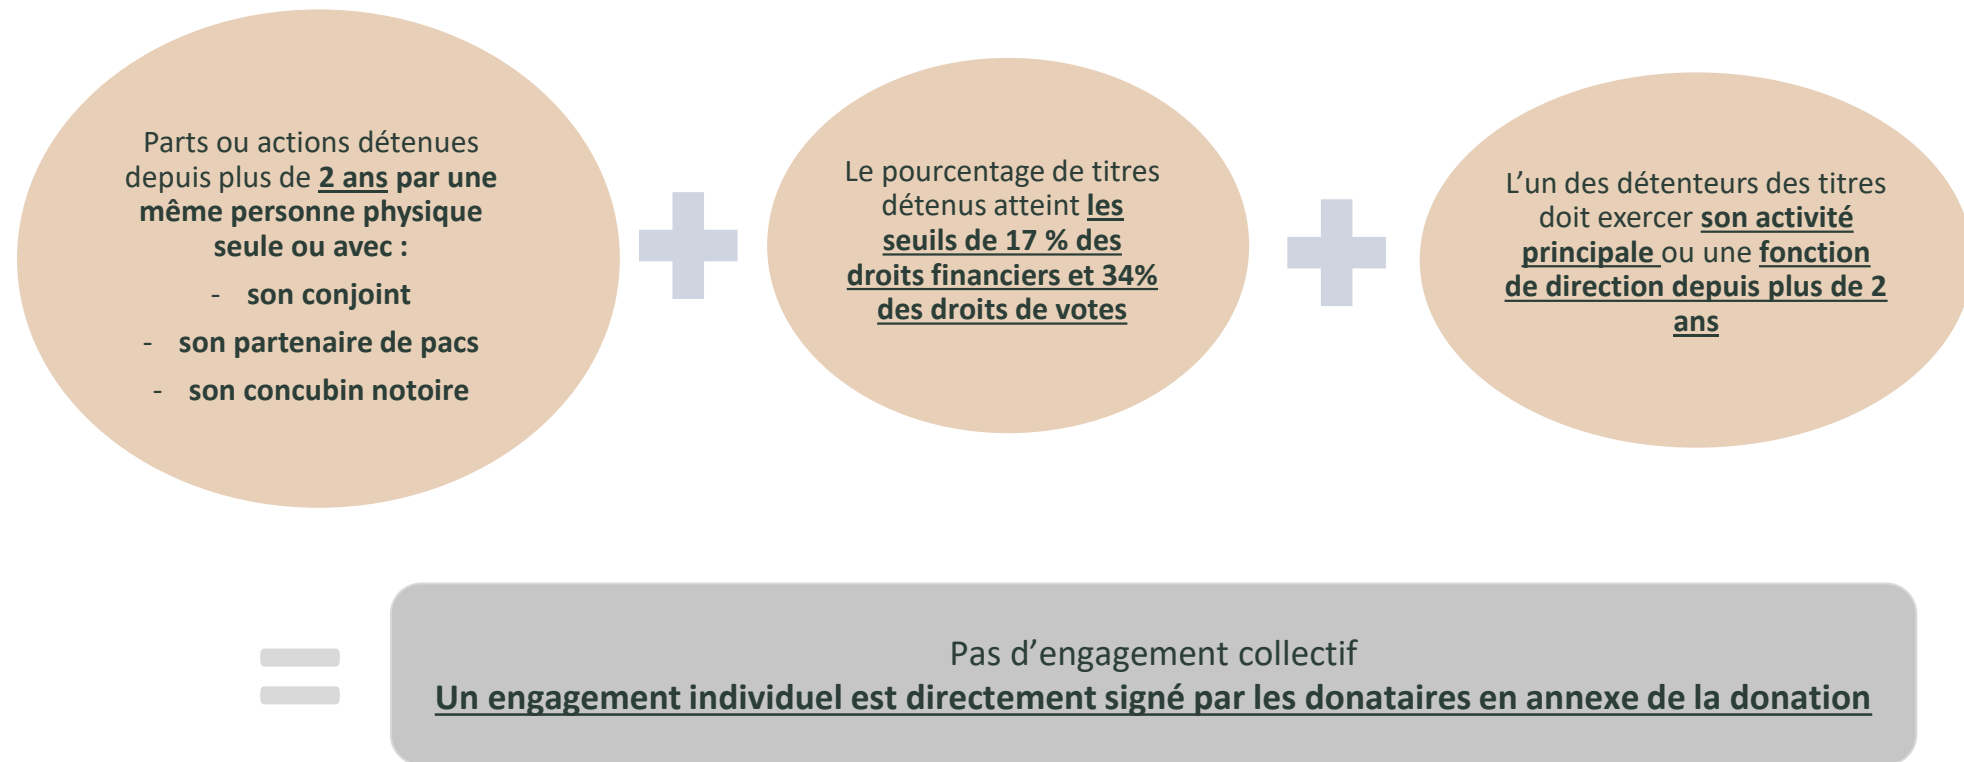 Parts ou actions détenues
depuis plus de 2 ans par une
même personne physique
seule ou avec :
- son conjoint
- son partenaire de pacs
- son concubin notoire
Le pourcentage de titres
détenus atteint les
seuils de 17 % des
droits financiers et 34%
des droits de votes
L’un des détenteurs des titres
doit exercer son activité
principale ou une fonction
de direction depuis plus de 2
ans
Pas d’engagement collectif
Un engagement individuel est directement signé par les donataires en annexe de la donation